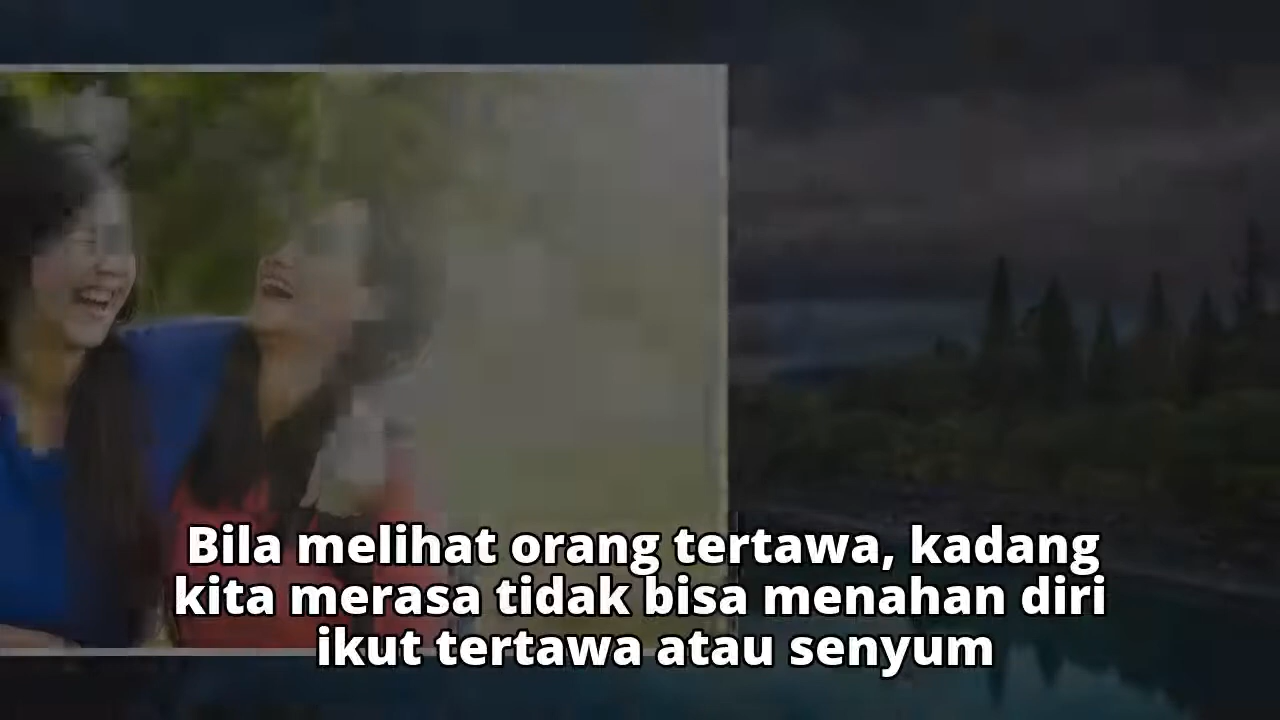 Bila melihat orang tertawa, kadang
kita merasa tidak bisa menahan diri
ikut tertawa atau senyum